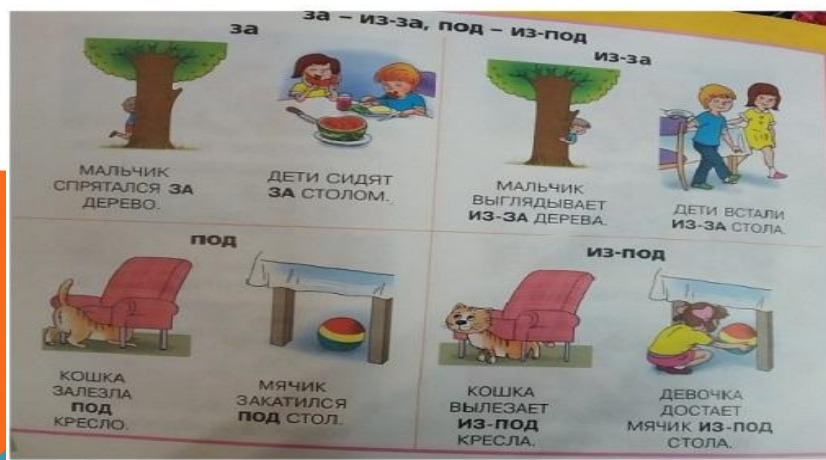 за – из-за, под – из-под
за
МАЛЬЧИК
СПРЯТАЛСЯ ЗА
ДЕРЕВО.
ДЕТИ СИДЯТ
ЗА СТОЛОМ.
из-за
МАЛЬЧИК
ВЫГЛЯДЫВАЕТ
ИЗ-ЗА ДЕРЕВА.
ДЕТИ ВСТАЛИ
ИЗ-ЗА СТОЛА.
под
КОШКА
ЗАЛЕЗЛА
ПОД
КРЕСЛО.
МЯЧИК
ЗАКАТИЛСЯ
ПОД СТОЛ.
из-под
КОШКА
ВЫЛЕЗАЕТ
ИЗ-ПОД
КРЕСЛА.
ДЕВОЧКА
ДОСТАЕТ
МЯЧИК ИЗ-ПОД
СТОЛА.